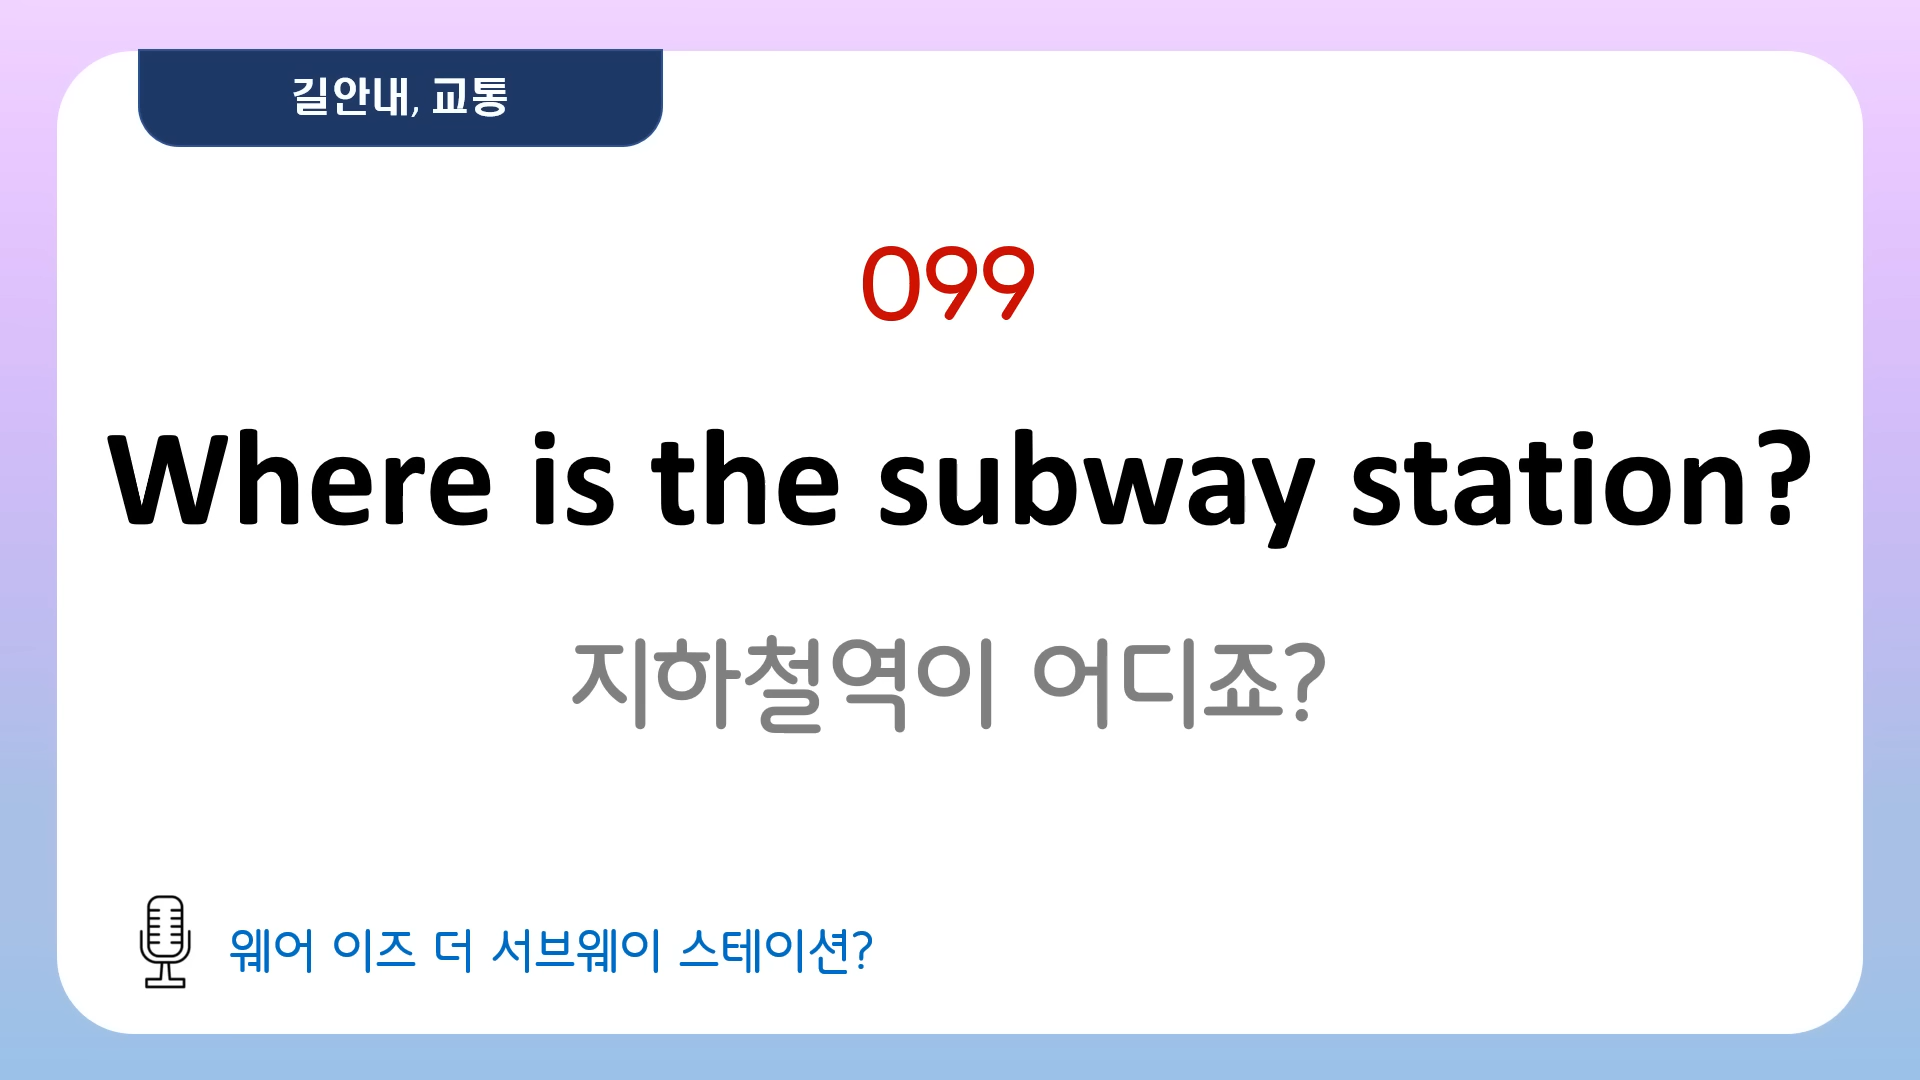 길안내, 교통
099
Where is the subway station?
지하철역이 어디죠?
웨어 이즈 더 서브웨이 스테이션?